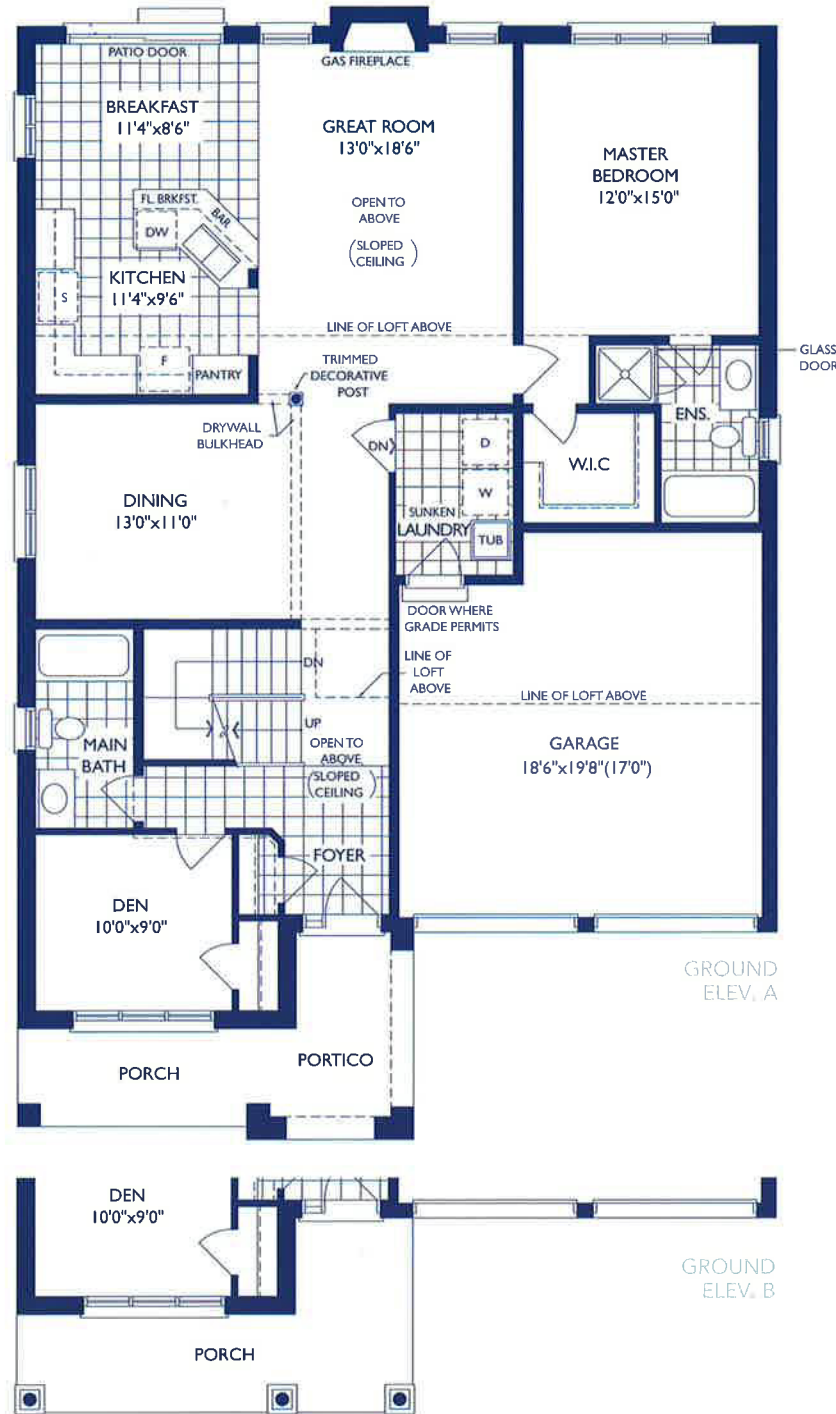 PATIO DOOR
GAS FIREPLACE
BREAKFAST
11'4"x8'6"
GREAT ROOM
13'0"x18'6"
MASTER
BEDROOM
12'0"x15'0"
OPEN TO
ABOVE
(SLOPED
CEILING)
FL. BRKFST.
BAR
DW
KITCHEN
11'4"x9'6"
S
F
PANTRY
LINE OF LOFT ABOVE
GLASS
DOOR
TRIMMED
DECORATIVE
POST
DRYWALL
BULKHEAD
ENS.
W.I.C
DN
D
W
SUNKEN
LAUNDRY
TUB
DINING
13'0"x11'0"
DOOR WHERE
GRADE PERMITS
DN
LINE OF
LOFT
ABOVE
LINE OF LOFT ABOVE
UP
OPEN TO
ABOVE
(SLOPED
CEILING)
MAIN
BATH
GARAGE
18'6"x19'8"(17'0")
FOYER
DEN
10'0"x9'0"
GROUND
ELEV. A
PORCH
PORTICO
DEN
10'0"x9'0"
GROUND
ELEV. B
PORCH